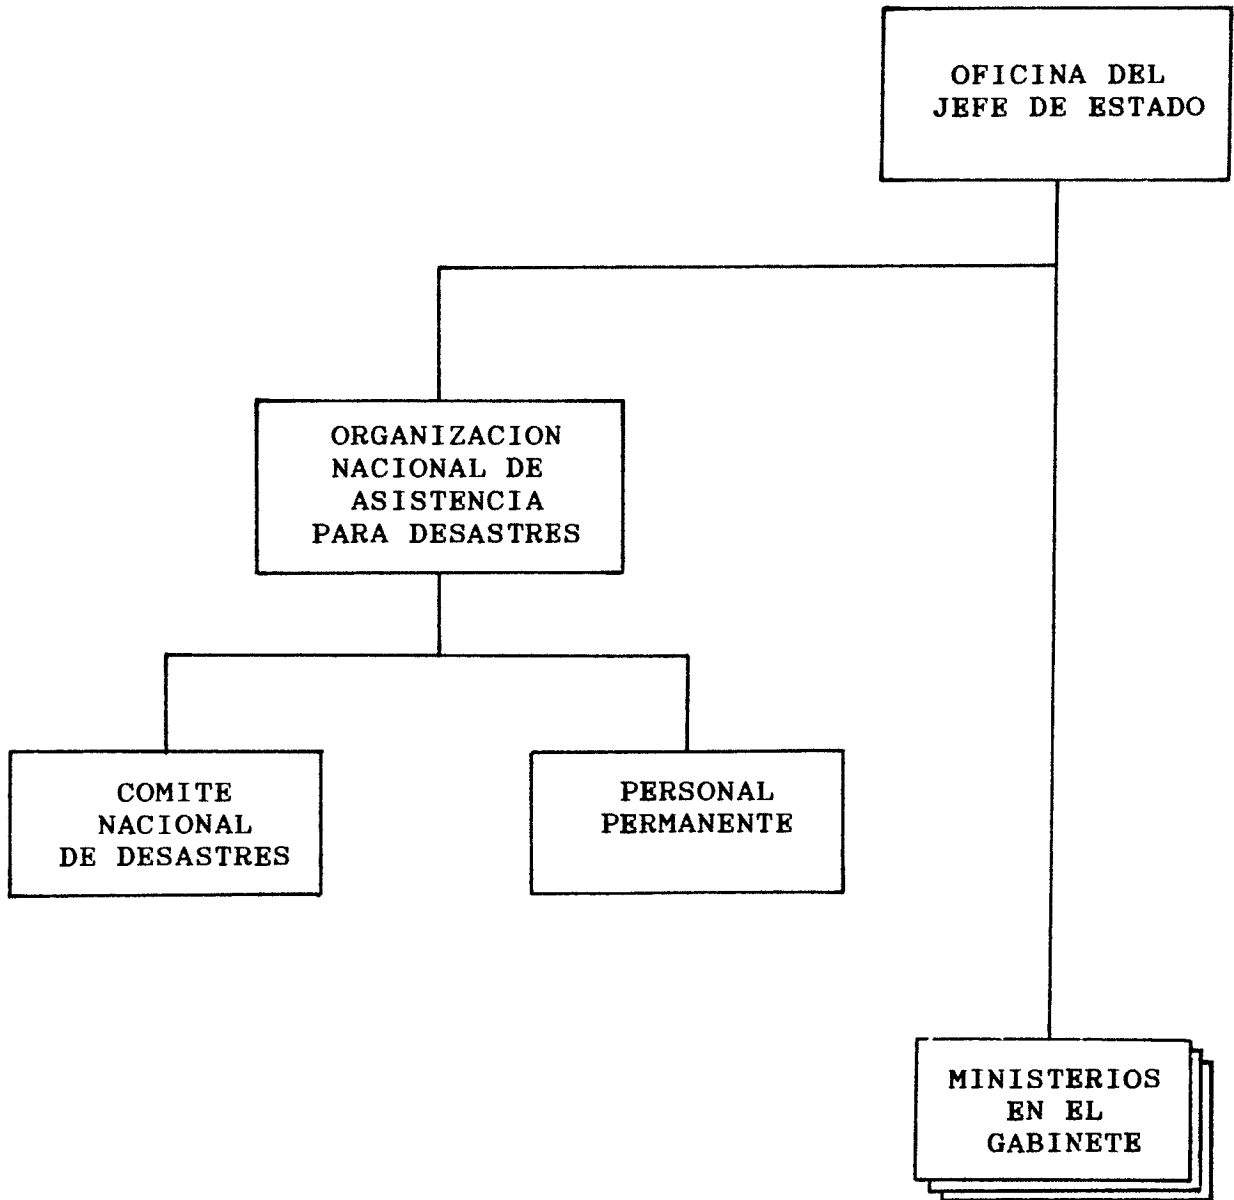 OFICINA DEL
JEFE DE ESTADO
ORGANIZACION
NACIONAL DE
ASISTENCIA
PARA DESASTRES
COMITE
NACIONAL
DE DESASTRES
PERSONAL
PERMANENTE
MINISTERIOS
EN EL
GABINETE